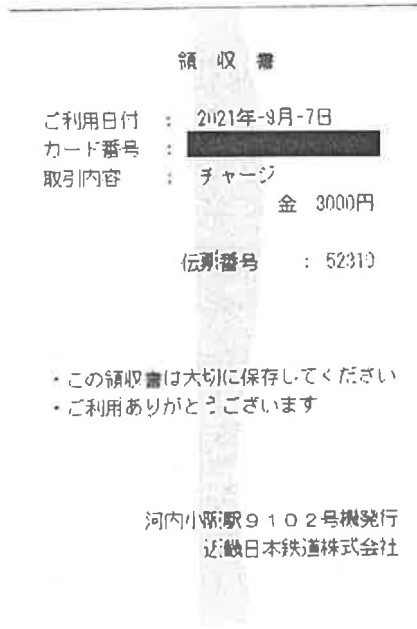 領収書
ご利用日付 : 2021年-9月-7日
カード番号 :
取引内容 : チャージ
金 3000円
伝票番号 : 52310
・この領収書は大切に保存してください
・ご利用ありがとうございます
河内小阪駅9102号機発行
近畿日本鉄道株式会社